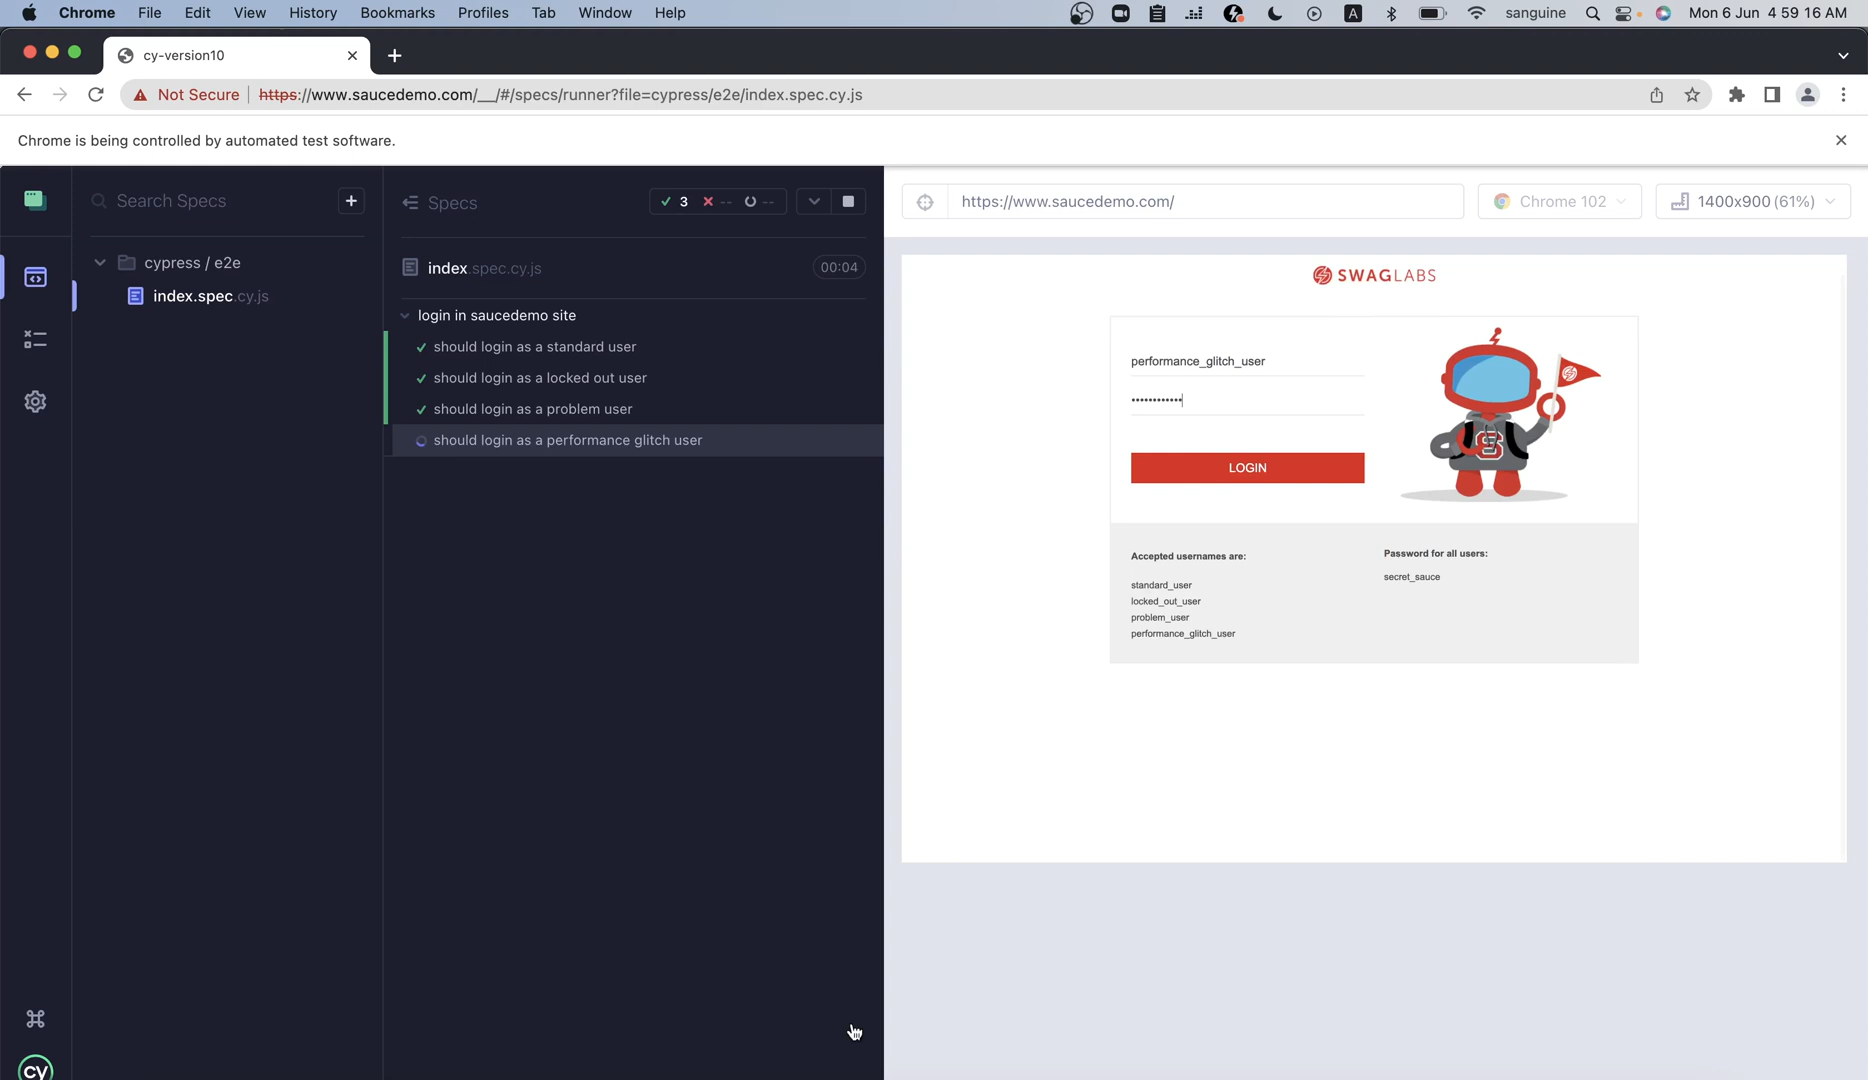 Chrome File Edit View History Bookmarks Profiles Tab Window Help A sanguine Mon 6 Jun 4 59 16 AM
cy-version10
Not Secure https://www.saucedemo.com/__/#/specs/runner?file=cypress/e2e/index.spec.cy.js
Chrome is being controlled by automated test software.
Search Specs
cypress / e2e
index.spec.cy.js
Specs 3 -- --
index.spec.cy.js 00:04
login in saucedemo site
should login as a standard user
should login as a locked out user
should login as a problem user
should login as a performance glitch user
cy
https://www.saucedemo.com/ Chrome 102 1400x900 (61%)
SWAGLABS
performance_glitch_user
••••••••••••
LOGIN
S
Accepted usernames are:
standard_user
locked_out_user
problem_user
performance_glitch_user
Password for all users:
secret_sauce